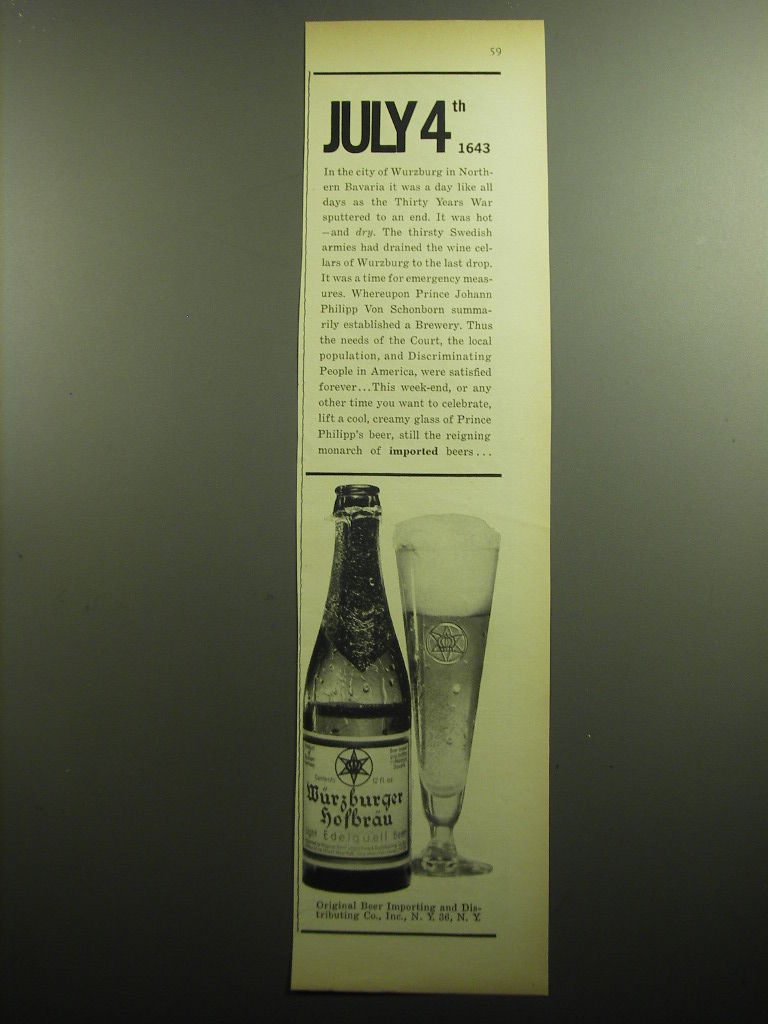 59
JULY 4th
1643
In the city of Wurzburg in North-
ern Bavaria it was a day like all
days as the Thirty Years War
sputtered to an end. It was hot
—and dry. The thirsty Swedish
armies had drained the wine cel-
lars of Wurzburg to the last drop.
It was a time for emergency meas-
ures. Whereupon Prince Johann
Philipp Von Schonborn summa-
rily established a Brewery. Thus
the needs of the Court, the local
population, and Discriminating
People in America, were satisfied
forever...This week-end, or any
other time you want to celebrate,
lift a cool, creamy glass of Prince
Philipp's beer, still the reigning
monarch of imported beers...
Contents 12 fl. oz.
Würzburger
Hofbräu
Light Edelquell Beer
Original Beer Importing and Dis-
tributing Co., Inc., N. Y. 36, N. Y.